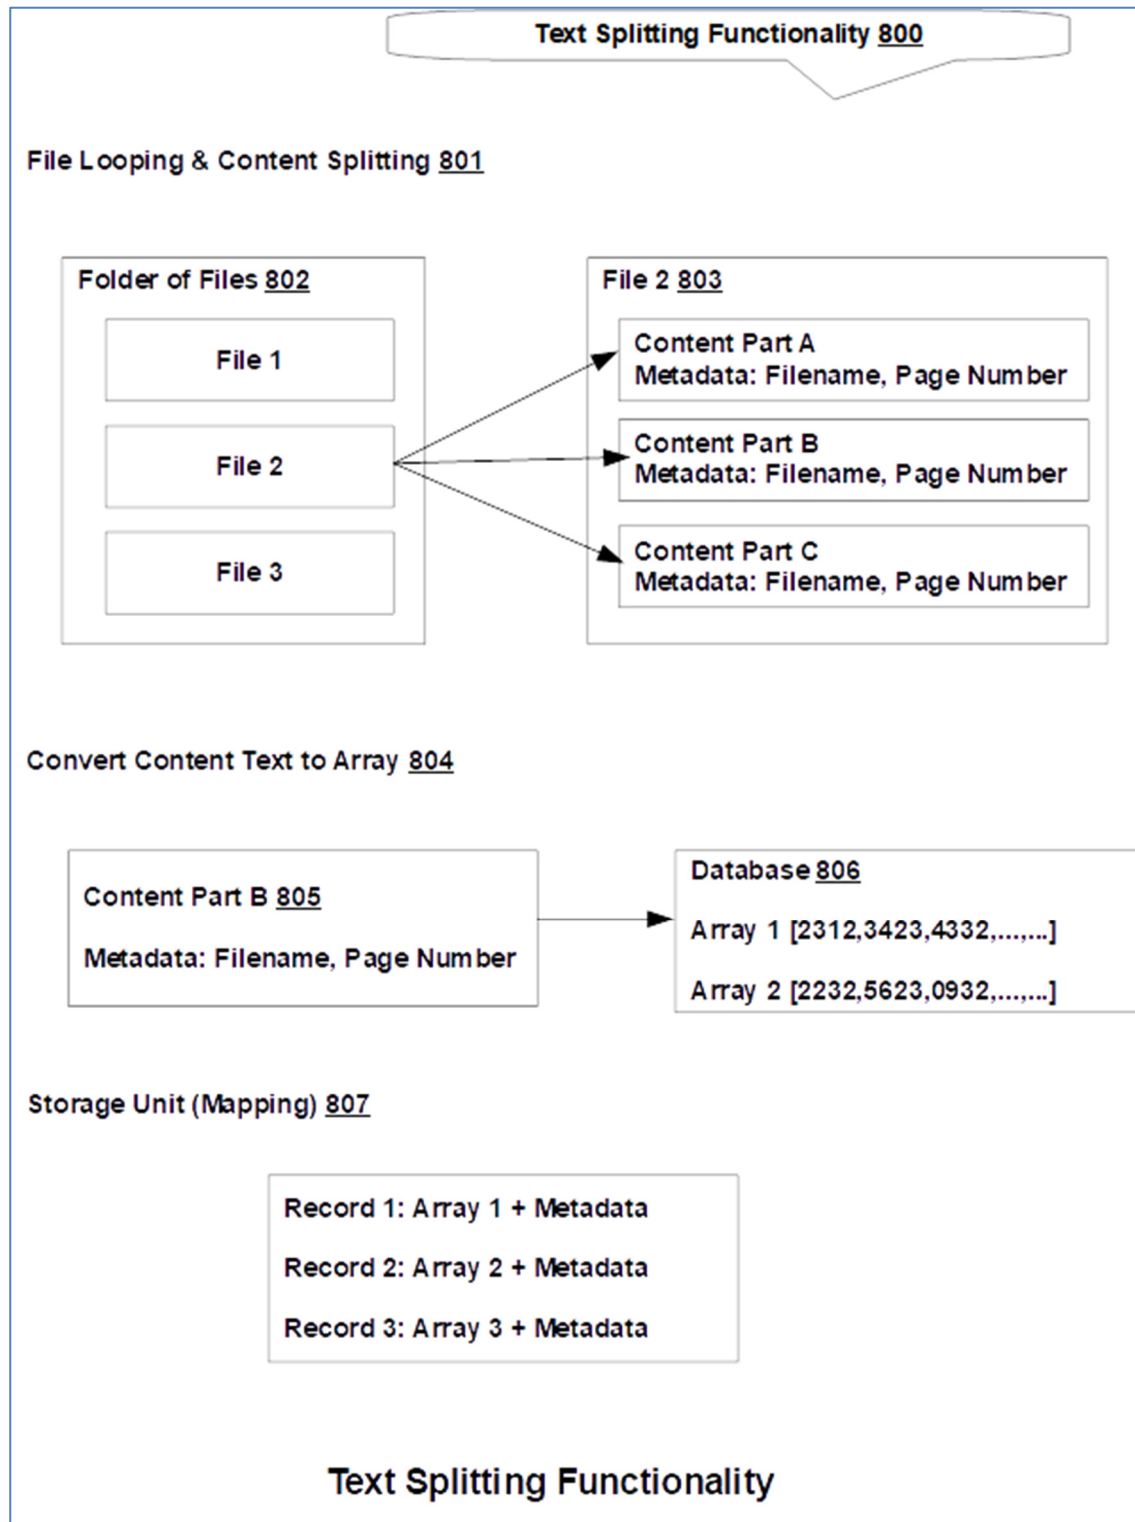 Text Splitting Functionality 800
File Looping & Content Splitting 801
Folder of Files 802
File 1
File 2
File 3
File 2 803
Content Part A
Metadata: Filename, Page Number
Content Part B
Metadata: Filename, Page Number
Content Part C
Metadata: Filename, Page Number
Convert Content Text to Array 804
Content Part B 805
Metadata: Filename, Page Number
Database 806
Array 1 [2312,3423,4332,...,...]
Array 2 [2232,5623,0932,...,...]
Storage Unit (Mapping) 807
Record 1: Array 1 + Metadata
Record 2: Array 2 + Metadata
Record 3: Array 3 + Metadata
Text Splitting Functionality